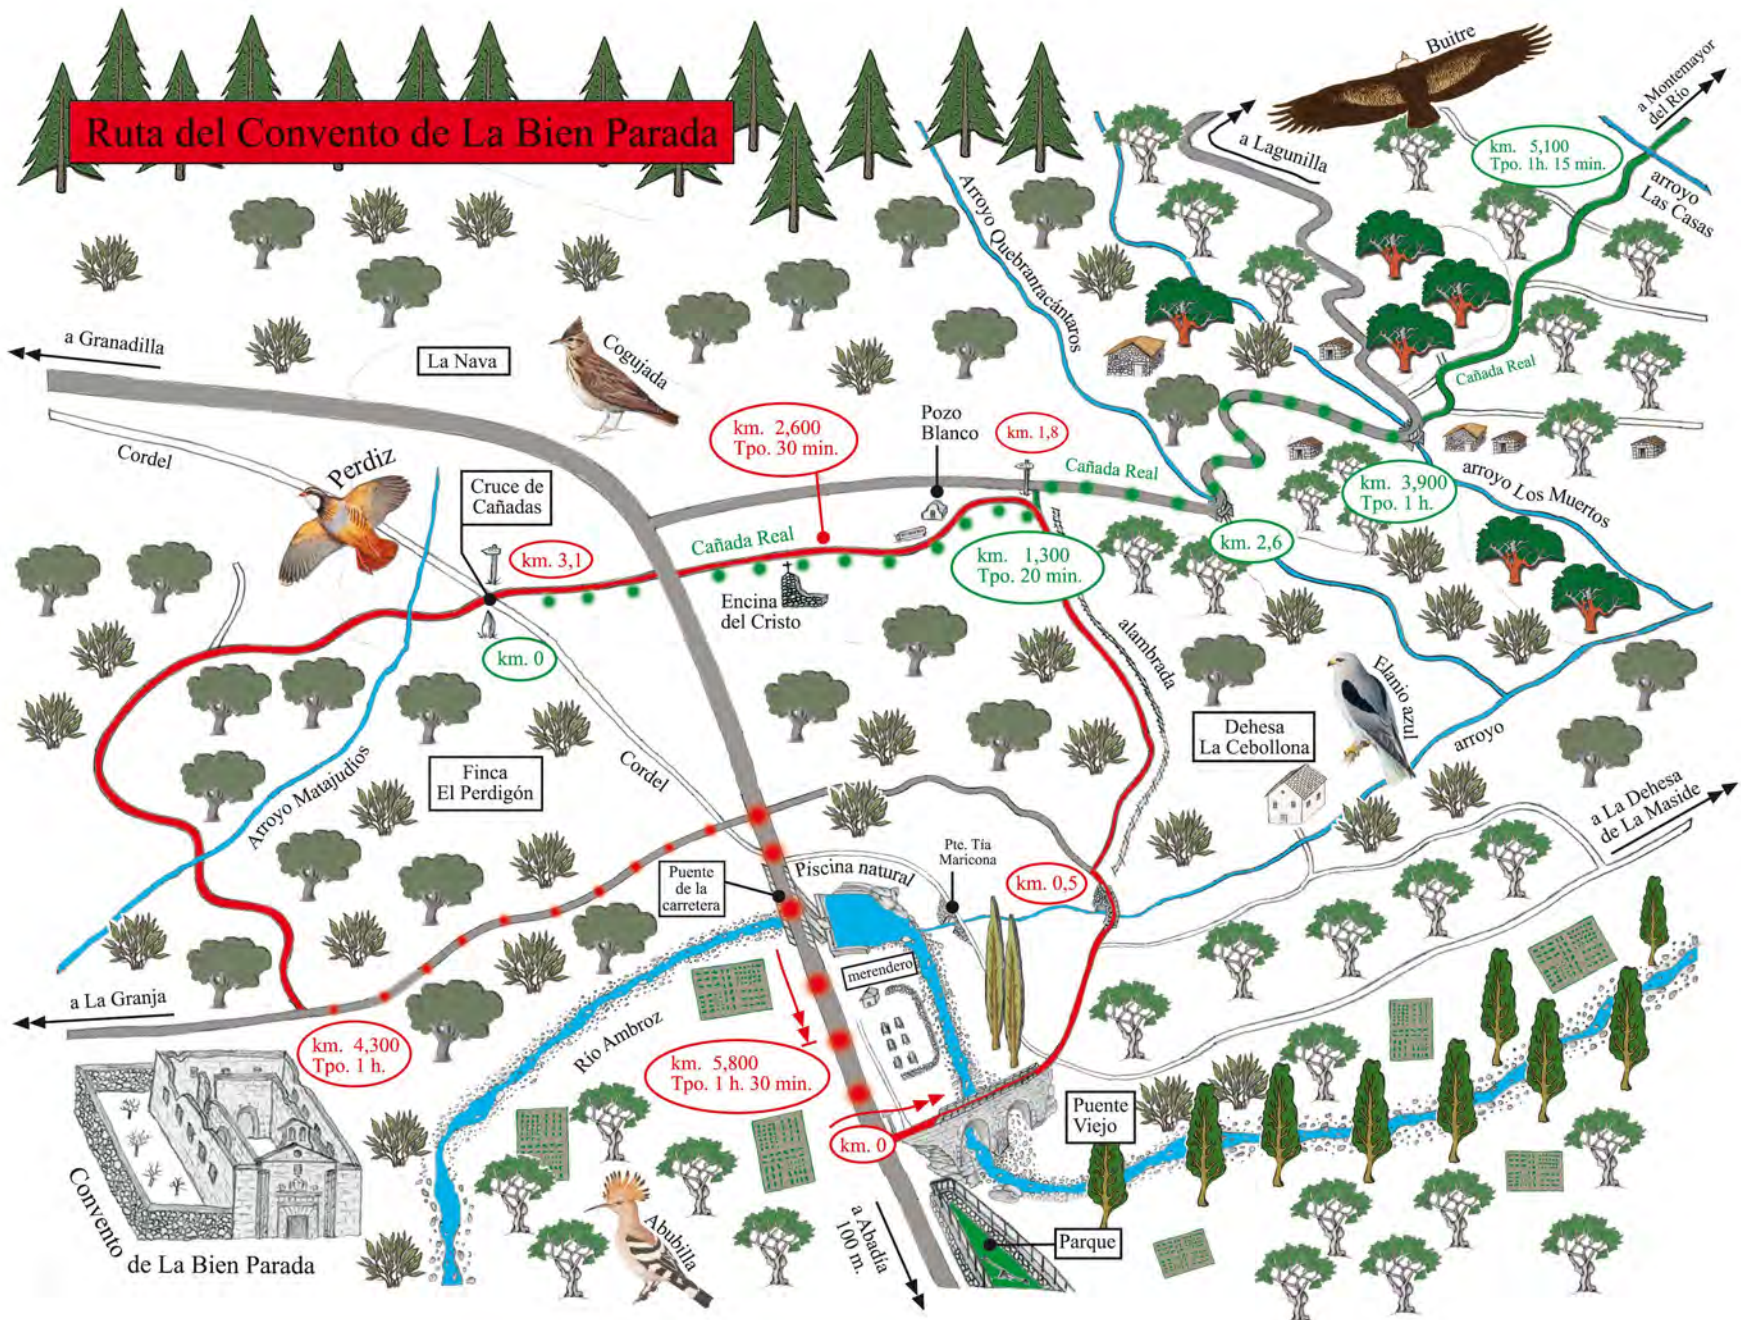 Ruta del Convento de La Bien Parada
Buitre
a Montemayor
del Río
a Lagunilla
km. 5,100
Tpo. 1h. 15 min.
arroyo
Las Casas
Arroyo Quebrantacántaros
a Granadilla
La Nava
Cogujada
Cañada Real
Cordel
Perdiz
Cruce de
Cañadas
km. 2,600
Tpo. 30 min.
Pozo
Blanco
km. 1,8
Cañada Real
km. 3,900
Tpo. 1 h.
arroyo Los Muertos
km. 3,1
Cañada Real
km. 2,6
km. 1,300
Tpo. 20 min.
Encina
del Cristo
km. 0
alambrada
Elanio azul
Dehesa
La Cebollona
arroyo
Arroyo Matajudíos
Finca
El Perdigón
Cordel
a La Dehesa
de La Maside
Puente
de la
carretera
Piscina natural
Pte. Tía
Maricona
km. 0,5
merendero
a La Granja
km. 4,300
Tpo. 1 h.
Río Ambroz
km. 5,800
Tpo. 1 h. 30 min.
km. 0
Puente
Viejo
Convento
de La Bien Parada
Abubilla
a Abadía
100 m.
Parque